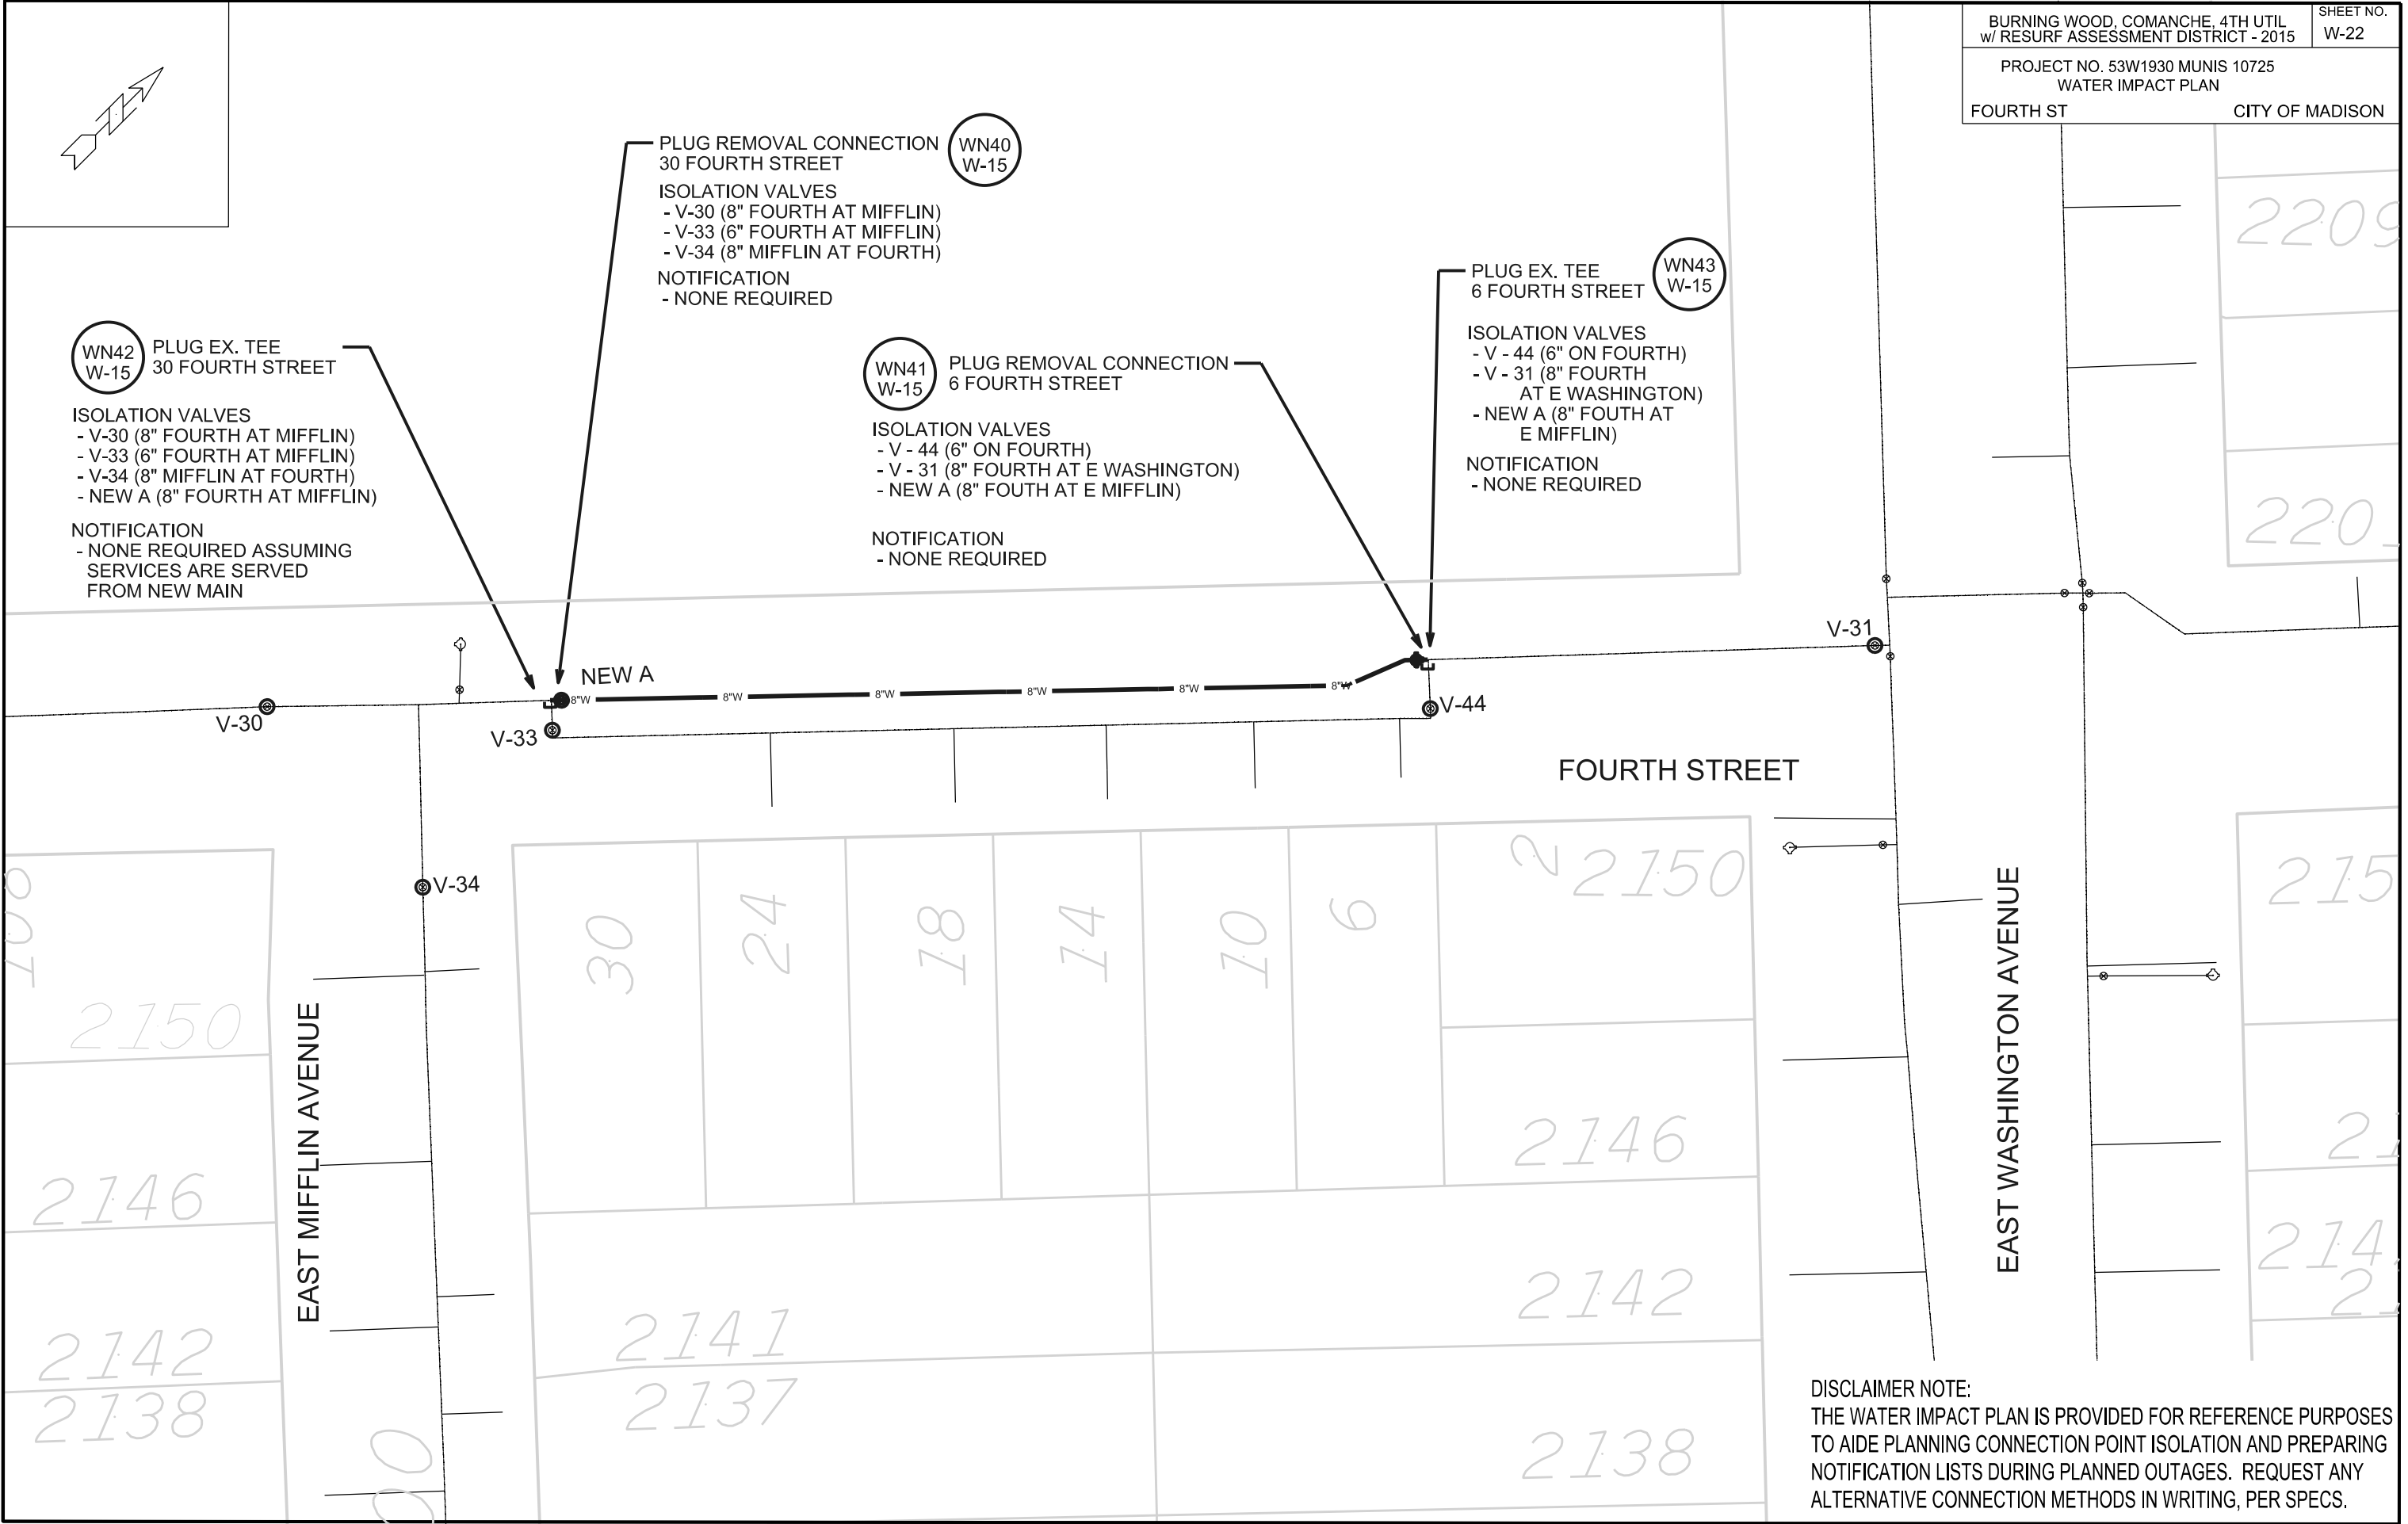 BURNING WOOD, COMANCHE, 4TH UTIL
w/ RESURF ASSESSMENT DISTRICT - 2015
SHEET NO.
W-22
PROJECT NO. 53W1930 MUNIS 10725
WATER IMPACT PLAN
FOURTH ST
CITY OF MADISON
N
PLUG REMOVAL CONNECTION
30 FOURTH STREET
WN40
W-15
ISOLATION VALVES
- V-30 (8" FOURTH AT MIFFLIN)
- V-33 (6" FOURTH AT MIFFLIN)
- V-34 (8" MIFFLIN AT FOURTH)
NOTIFICATION
- NONE REQUIRED
PLUG EX. TEE
6 FOURTH STREET
WN43
W-15
ISOLATION VALVES
- V - 44 (6" ON FOURTH)
- V - 31 (8" FOURTH
AT E WASHINGTON)
- NEW A (8" FOUTH AT
E MIFFLIN)
NOTIFICATION
- NONE REQUIRED
WN42
W-15
PLUG EX. TEE
30 FOURTH STREET
ISOLATION VALVES
- V-30 (8" FOURTH AT MIFFLIN)
- V-33 (6" FOURTH AT MIFFLIN)
- V-34 (8" MIFFLIN AT FOURTH)
- NEW A (8" FOURTH AT MIFFLIN)
NOTIFICATION
- NONE REQUIRED ASSUMING
SERVICES ARE SERVED
FROM NEW MAIN
WN41
W-15
PLUG REMOVAL CONNECTION
6 FOURTH STREET
ISOLATION VALVES
- V - 44 (6" ON FOURTH)
- V - 31 (8" FOURTH AT E WASHINGTON)
- NEW A (8" FOUTH AT E MIFFLIN)
NOTIFICATION
- NONE REQUIRED
2209
V-31
NEW A
8"W
8"W
8"W
8"W
8"W
8"W
V-30
V-33
V-44
FOURTH STREET
V-34
30
24
18
14
10
6
2
2150
2150
EAST MIFFLIN AVENUE
EAST WASHINGTON AVENUE
2146
2146
2142
2138
2141
2137
2142
2138
DISCLAIMER NOTE:
THE WATER IMPACT PLAN IS PROVIDED FOR REFERENCE PURPOSES
TO AIDE PLANNING CONNECTION POINT ISOLATION AND PREPARING
NOTIFICATION LISTS DURING PLANNED OUTAGES. REQUEST ANY
ALTERNATIVE CONNECTION METHODS IN WRITING, PER SPECS.